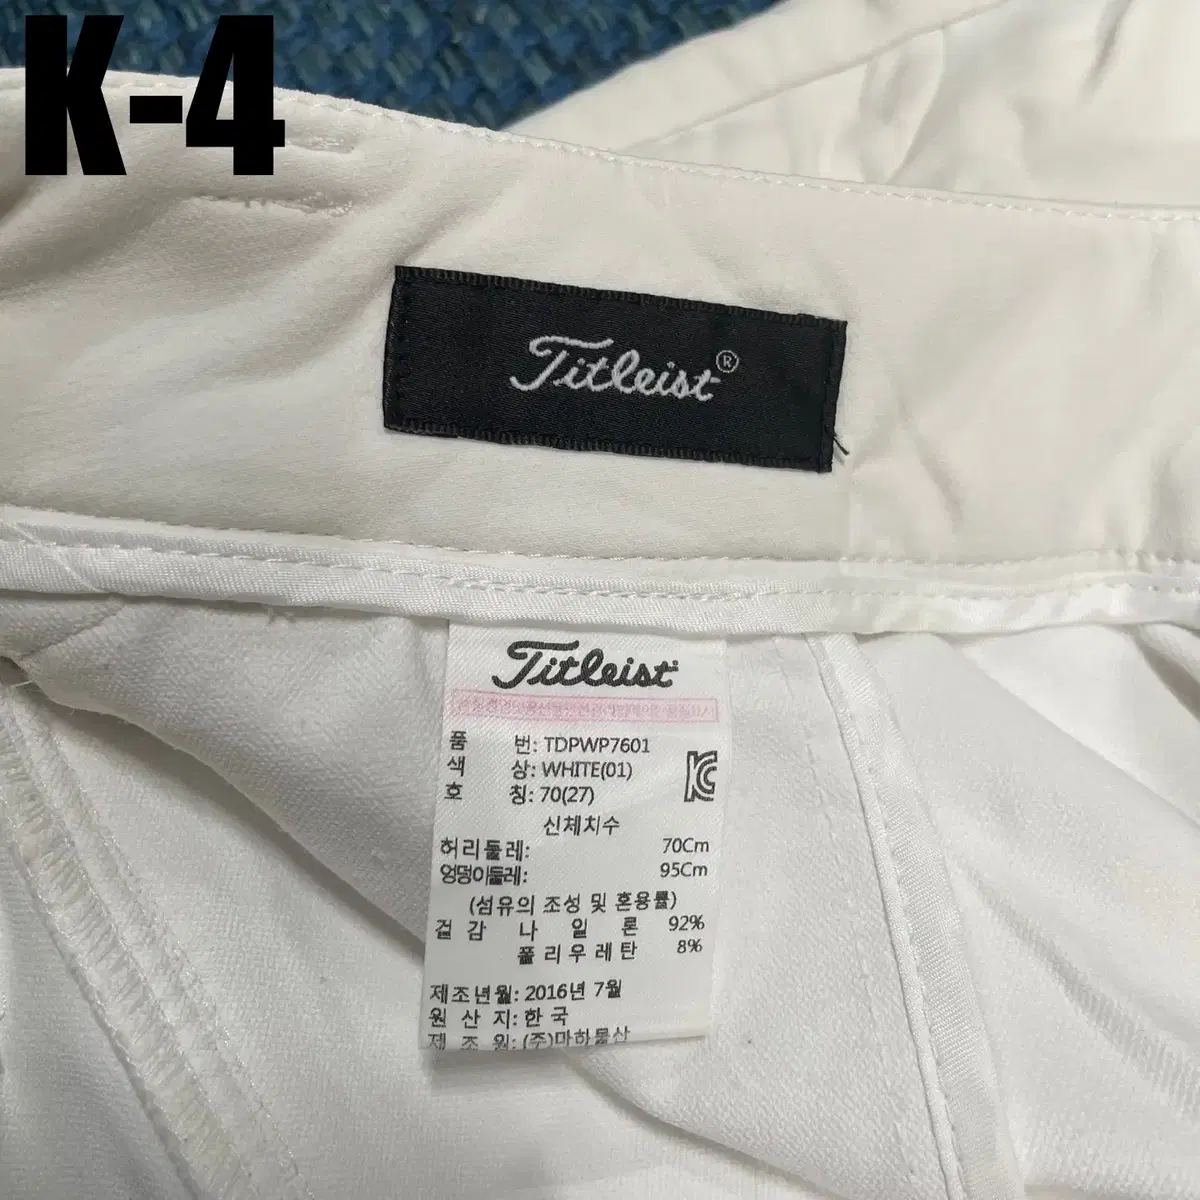 K-4
Titleist®
Titleist
품 번: TDPWP7601
색 상: WHITE(01)
호 칭: 70(27)
신체치수
허리둘레: 70Cm
엉덩이둘레: 95Cm
(섬유의 조성 및 혼용률)
겉감 나일론 92%
폴리우레탄 8%
제조년월: 2016년 7월
원 산 지: 한국
제 조 원: (주)마하물산